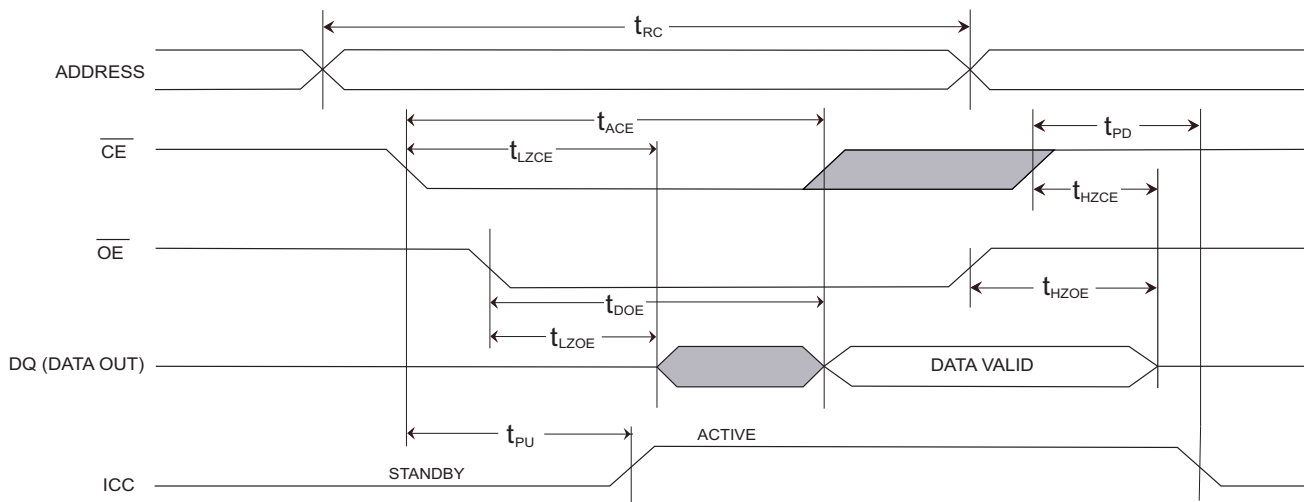 tRC
ADDRESS
tACE
tPD
CE
tLZCE
tHZCE
OE
tHZOE
tDOE
tLZOE
DQ (DATA OUT)
DATA VALID
tPU
ACTIVE
STANDBY
ICC